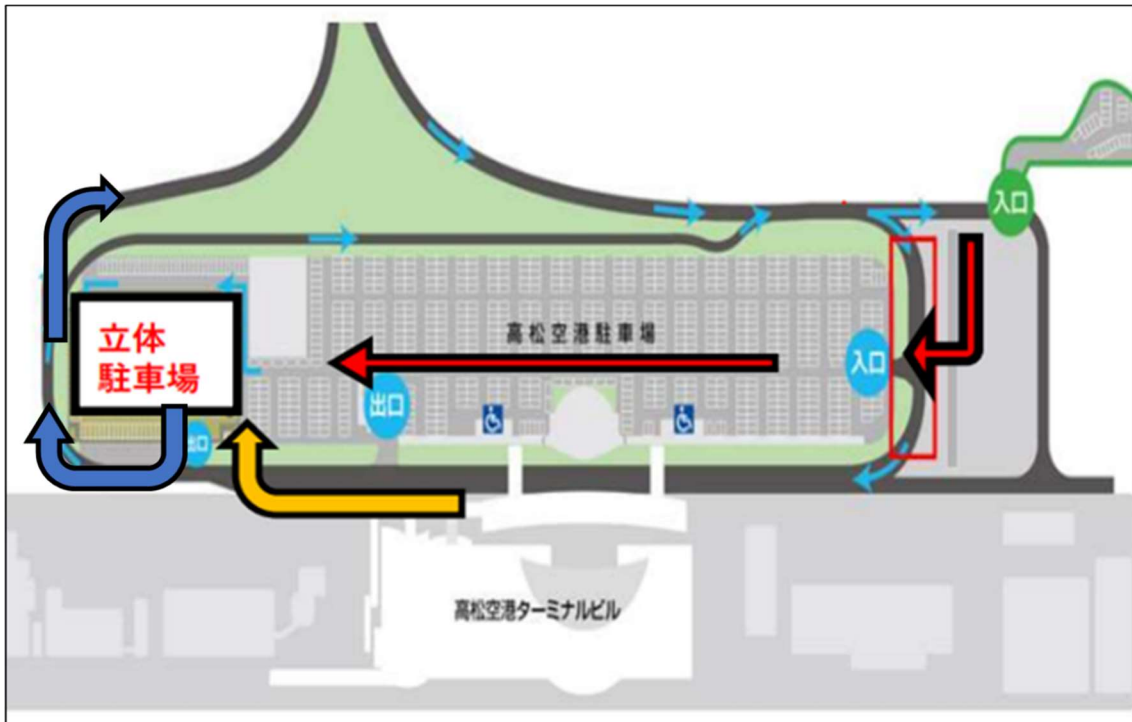 入口
高松空港駐車場
立体
駐車場
入口
出口
出口
高松空港ターミナルビル